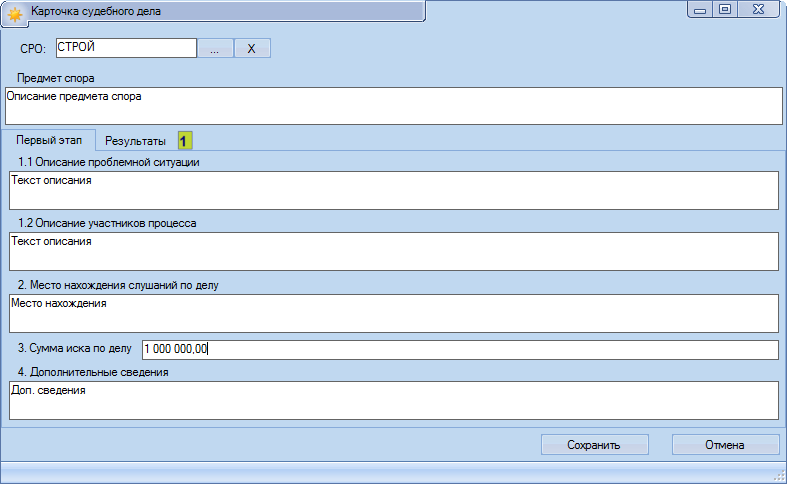 Карточка судебного дела
СРО: СТРОЙ ... X
Предмет спора
Описание предмета спора
Первый этап Результаты 1
1.1 Описание проблемной ситуации
Текст описания
1.2 Описание участников процесса
Текст описания
2. Место нахождения слушаний по делу
Место нахождения
3. Сумма иска по делу 1 000 000,00
4. Дополнительные сведения
Доп. сведения
Сохранить Отмена